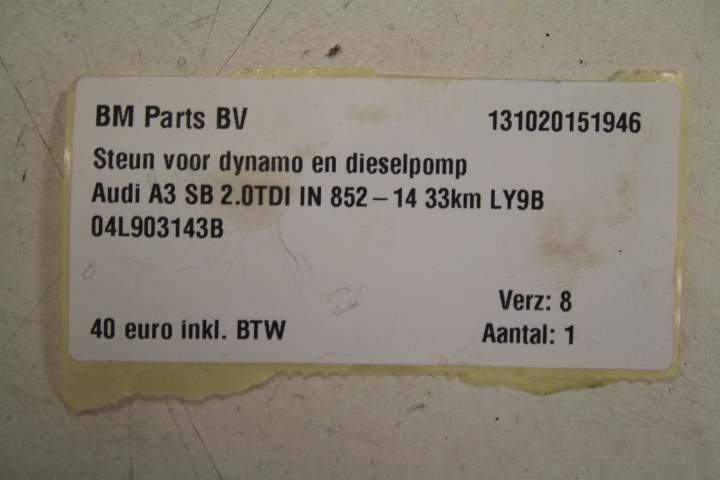 BM Parts BV 131020151946
Steun voor dynamo en dieselpomp
Audi A3 SB 2.0TDI IN 852-14 33km LY9B
04L903143B
Verz: 8
40 euro inkl. BTW Aantal: 1